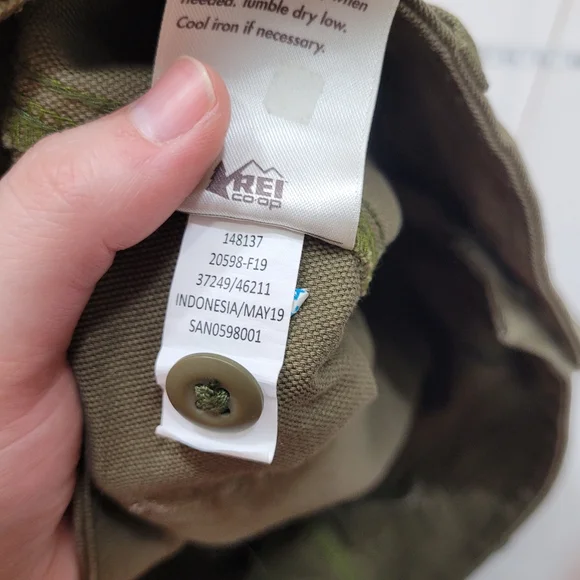 needed. Tumble dry low.
Cool iron if necessary.
REI
CO·OP
148137
20598-F19
37249/46211
INDONESIA/MAY19
SAN0598001